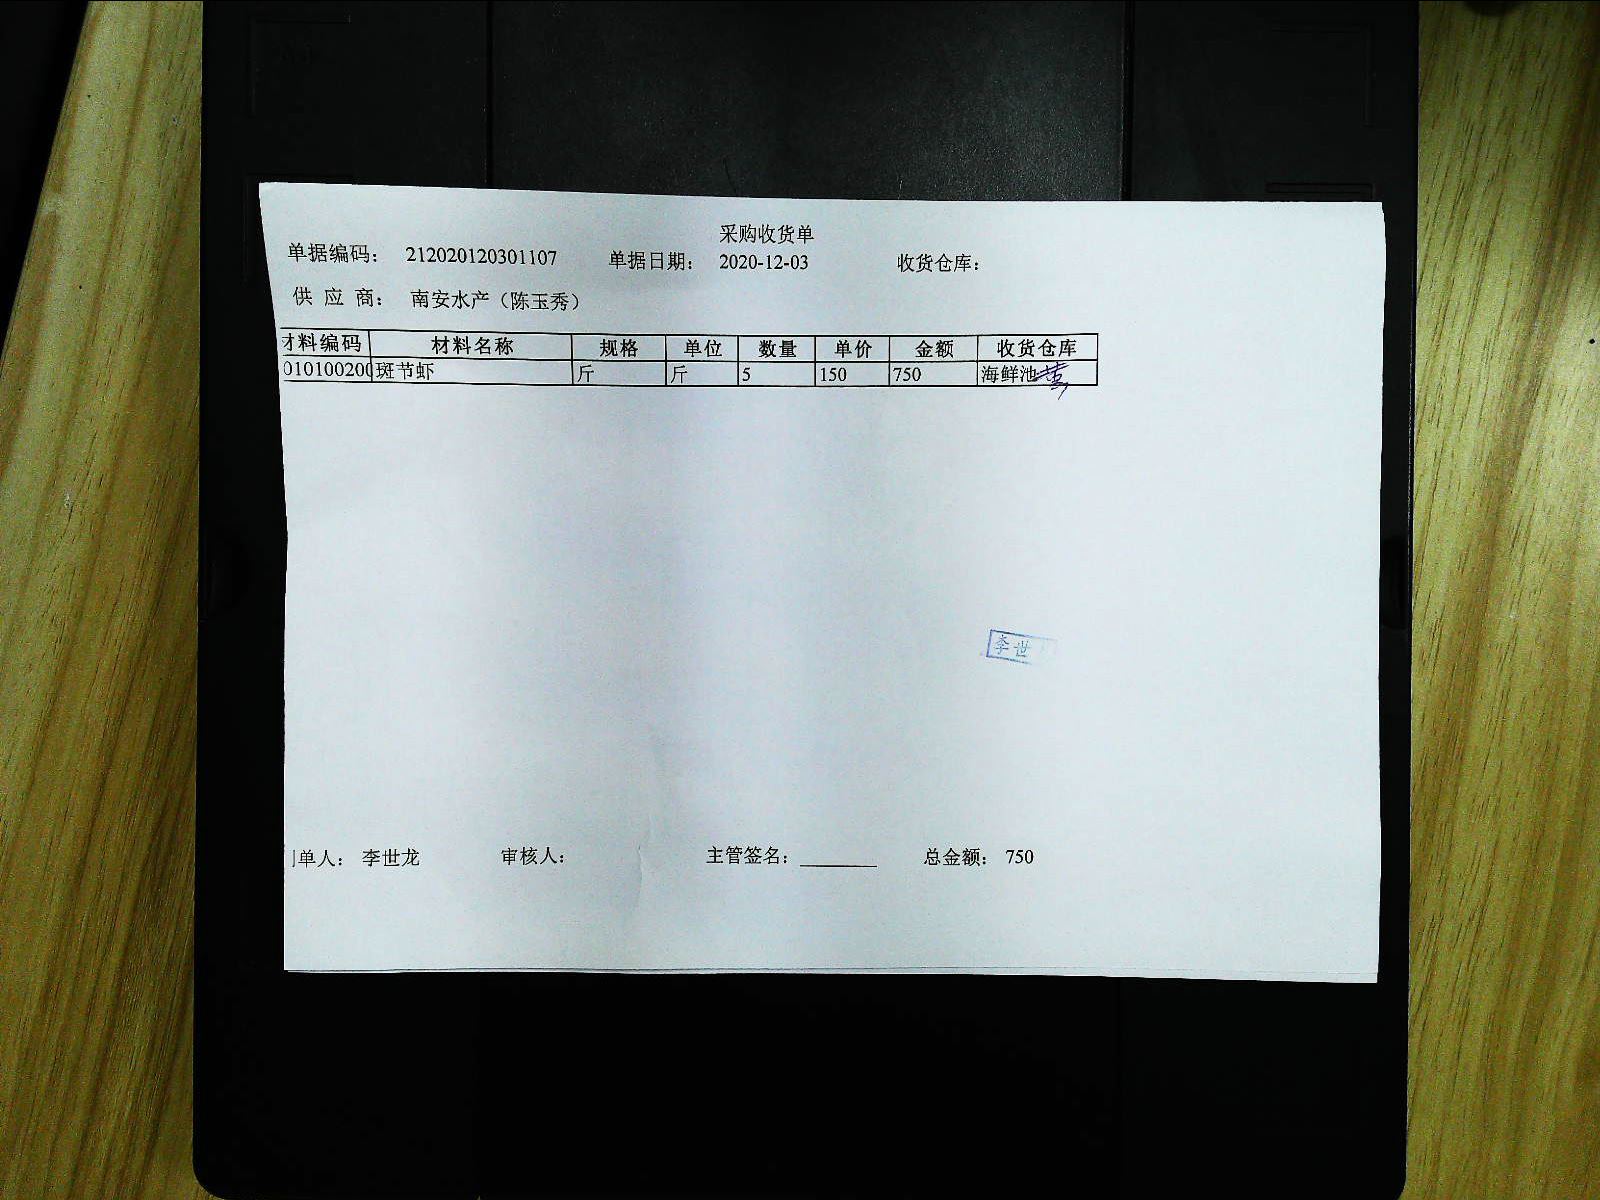 采购收货单
单据编码： 212020120301107 单据日期： 2020-12-03 收货仓库：
供 应 商： 南安水产（陈玉秀）
材料编码 材料名称 规格 单位 数量 单价 金额 收货仓库
010100200 斑节虾 斤 斤 5 150 750 海鲜池
李世
单人： 李世龙 审核人： 主管签名： 总金额： 750